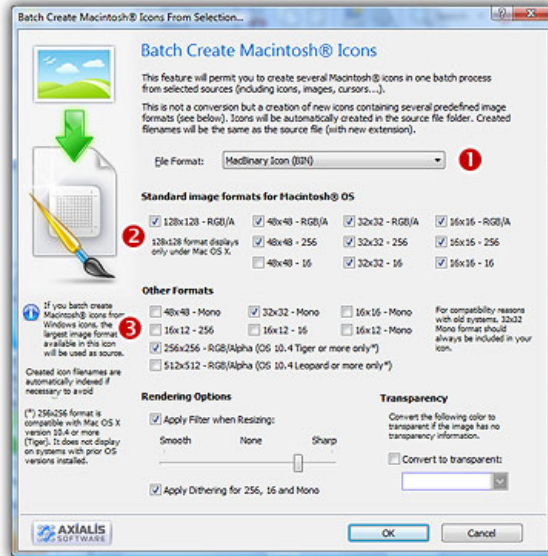 Batch Create Macintosh® Icons From Selection...
Batch Create Macintosh® Icons
This feature will permit you to create several Macintosh® icons in one batch process
from selected sources (including icons, images, cursors...).
This is not a conversion but a creation of new icons containing several predefined image
formats (see below). Icons will be automatically created in the source file folder. Created
filenames will be the same as the source file (with new extension).
File Format: MacBinary Icon (BIN) 1
Standard image formats for Macintosh® OS
2
128x128 - RGB/A 48x48 - RGB/A 32x32 - RGB/A 16x16 - RGB/A
128x128 format displays
only under Mac OS X.
48x48 - 256 32x32 - 256 16x16 - 256
48x48 - 16 32x32 - 16 16x16 - 16
Other Formats
3
48x48 - Mono 32x32 - Mono 16x16 - Mono
16x12 - 256 16x12 - 16 16x12 - Mono
256x256 - RGB/Alpha (OS 10.4 Tiger or more only*)
512x512 - RGB/Alpha (OS 10.4 Leopard or more only*)
For compatibility reasons
with old systems, 32x32
Mono format should
always be included in your
icon.
If you batch create
Macintosh® icons from
Windows icons, the
largest image format
available in this icon
will be used as source.
Created icon filenames are
automatically indexed if
necessary to avoid
(*) 256x256 format is
compatible with Mac OS X
version 10.4 or more
(Tiger). It does not display
on systems with prior OS
versions installed.
Rendering Options
Apply Filter when Resizing:
Smooth None Sharp
Apply Dithering for 256, 16 and Mono
Transparency
Convert the following color to
transparent if the image has no
transparency information.
Convert to transparent:
AXIALIS
SOFTWARE
OK Cancel